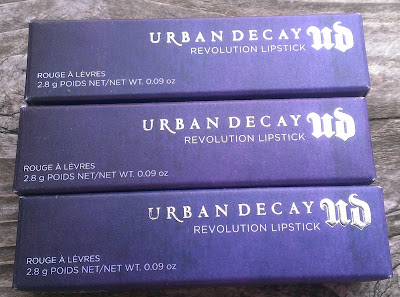 URBAN DECAY UD
REVOLUTION LIPSTICK
ROUGE À LÈVRES
2.8 g POIDS NET/NET WT. 0.09 oz
URBAN DECAY UD
REVOLUTION LIPSTICK
ROUGE À LÈVRES
2.8 g POIDS NET/NET WT. 0.09 oz
URBAN DECAY UD
REVOLUTION LIPSTICK
ROUGE À LÈVRES
2.8 g POIDS NET/NET WT. 0.09 oz